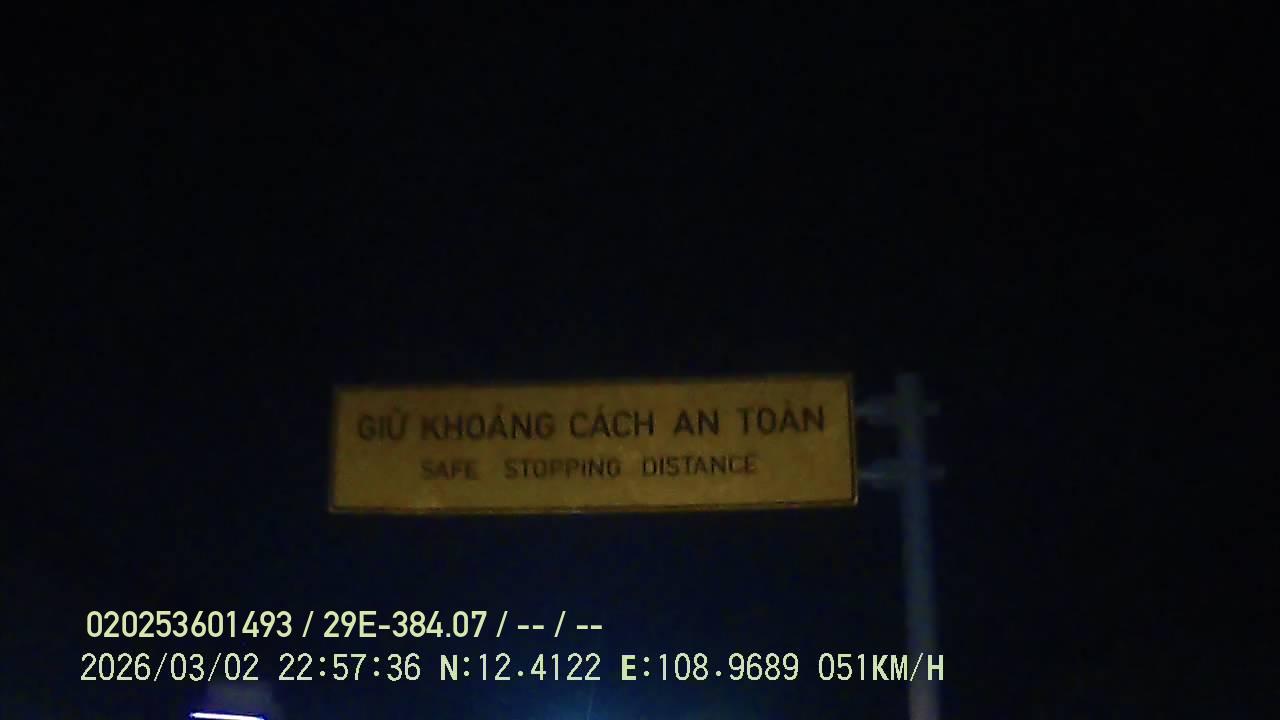 GIỮ KHOẢNG CÁCH AN TOÀN
SAFE STOPPING DISTANCE
020253601493 / 29E-384.07 / -- / --
2026/03/02 22:57:36 N:12.4122 E:108.9689 051KM/H